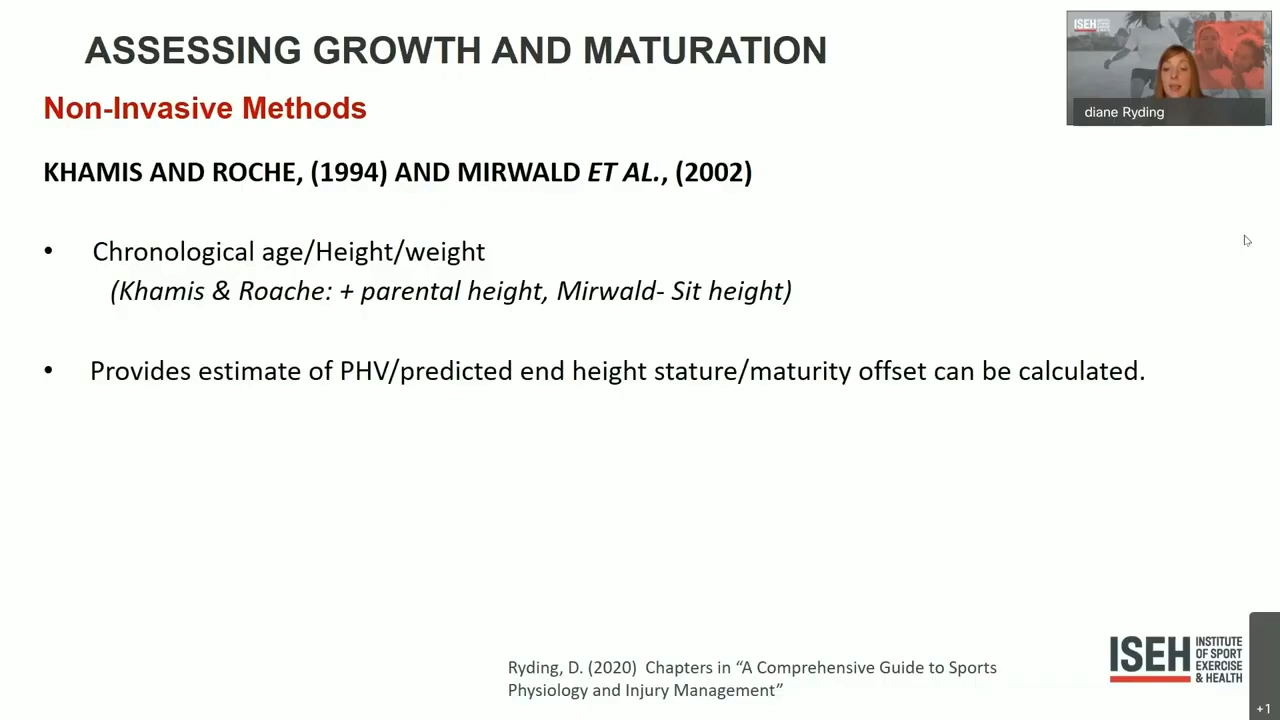 ASSESSING GROWTH AND MATURATION
Non-Invasive Methods
KHAMIS AND ROCHE, (1994) AND MIRWALD ET AL., (2002)
• Chronological age/Height/weight
(Khamis & Roache: + parental height, Mirwald- Sit height)
• Provides estimate of PHV/predicted end height stature/maturity offset can be calculated.
Ryding, D. (2020) Chapters in “A Comprehensive Guide to Sports
Physiology and Injury Management”
ISEH
diane Ryding
ISEH
INSTITUTE
OF SPORT
EXERCISE
& HEALTH
+1